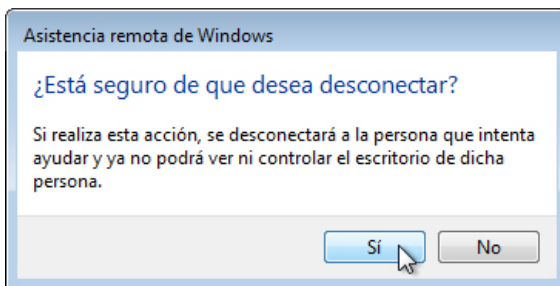 Asistencia remota de Windows
¿Está seguro de que desea desconectar?
Si realiza esta acción, se desconectará a la persona que intenta
ayudar y ya no podrá ver ni controlar el escritorio de dicha
persona.
Sí No